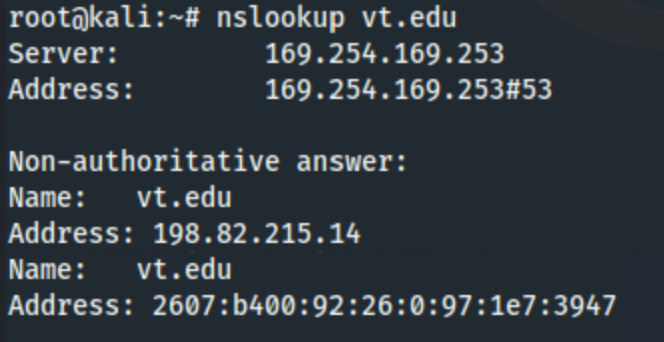 root@kali:~# nslookup vt.edu
Server:         169.254.169.253
Address:        169.254.169.253#53
Non-authoritative answer:
Name:   vt.edu
Address: 198.82.215.14
Name:   vt.edu
Address: 2607:b400:92:26:0:97:1e7:3947